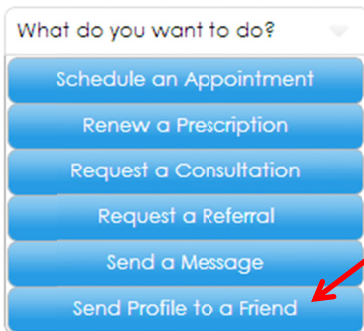 What do you want to do?
Schedule an Appointment
Renew a Prescription
Request a Consultation
Request a Referral
Send a Message
Send Profile to a Friend